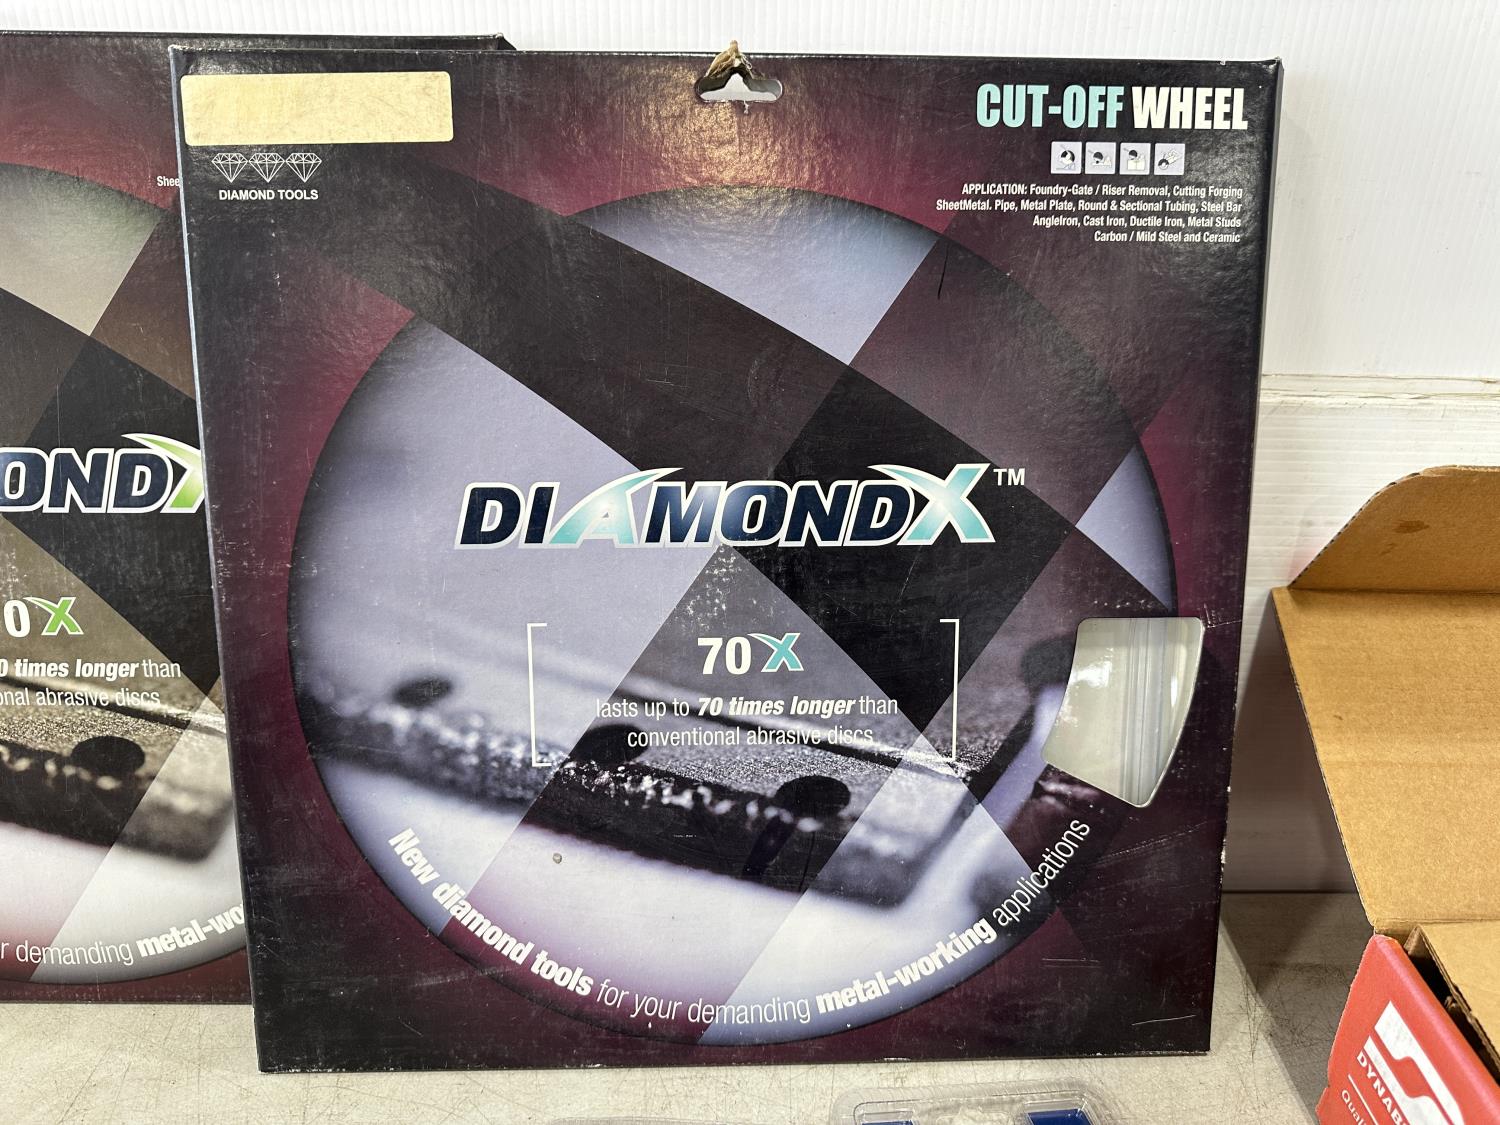 CUT-OFF WHEEL
DIAMOND TOOLS
APPLICATION: Foundry-Gate / Riser Removal, Cutting Forging
SheetMetal. Pipe, Metal Plate, Round & Sectional Tubing, Steel Bar
AngleIron, Cast Iron, Ductile Iron, Metal Studs
Carbon / Mild Steel and Ceramic
DIAMONDX™
70X
lasts up to 70 times longer than
conventional abrasive discs
New diamond tools for your demanding metal-working applications
Shee
ONDX
0X
0 times longer than
onal abrasive discs
r demanding metal-wo
DYNAB
Qual